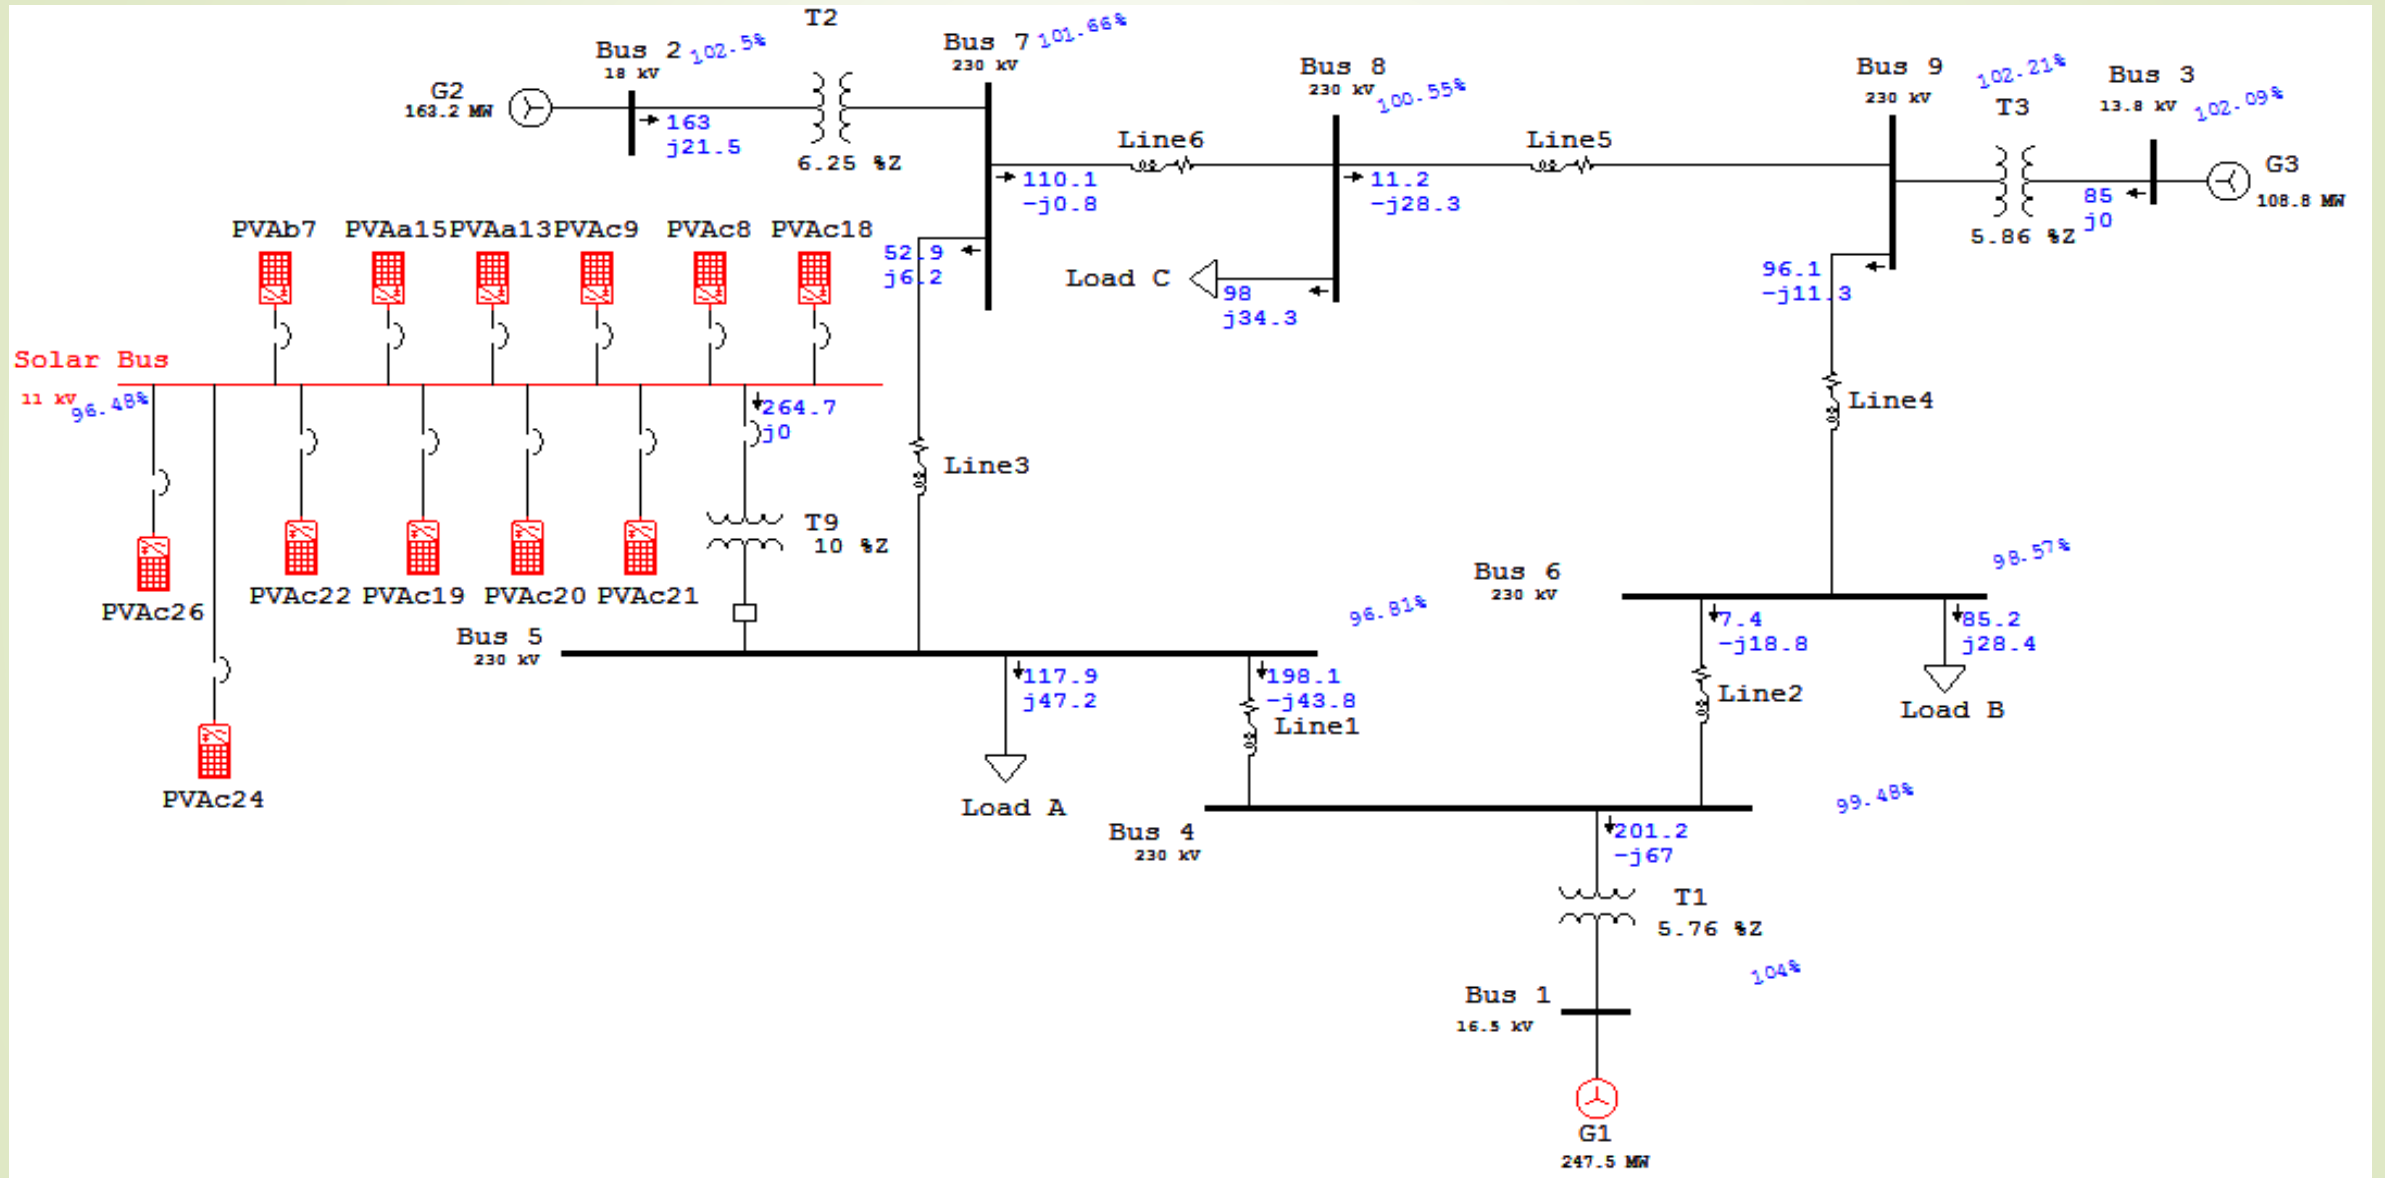 T2
Bus 2 102.5%
18 kV
G2
163.2 MW
163
j21.5
6.25 %Z
Bus 7 101.66%
230 kV
Line6
110.1
-j0.8
52.9
j6.2
Bus 8
230 kV 100.55%
Line5
11.2
-j28.3
Load C
98
j34.3
Bus 9
230 kV
102.21%
T3
5.86 %Z
Bus 3
13.8 kV 102.09%
85
j0
G3
108.8 MW
96.1
-j11.3
Line4
PVAb7 PVAa15 PVAa13 PVAc9 PVAc8 PVAc18
Solar Bus
11 kV 96.48%
264.7
j0
Line3
T9
10 %Z
PVAc26
PVAc22 PVAc19 PVAc20 PVAc21
PVAc24
Bus 5
230 kV
96.81%
117.9
j47.2
Load A
198.1
-j43.8
Line1
Bus 6
230 kV
98.57%
7.4
-j18.8
Line2
85.2
j28.4
Load B
Bus 4
230 kV
99.48%
201.2
-j67
T1
5.76 %Z
104%
Bus 1
16.5 kV
G1
247.5 MW